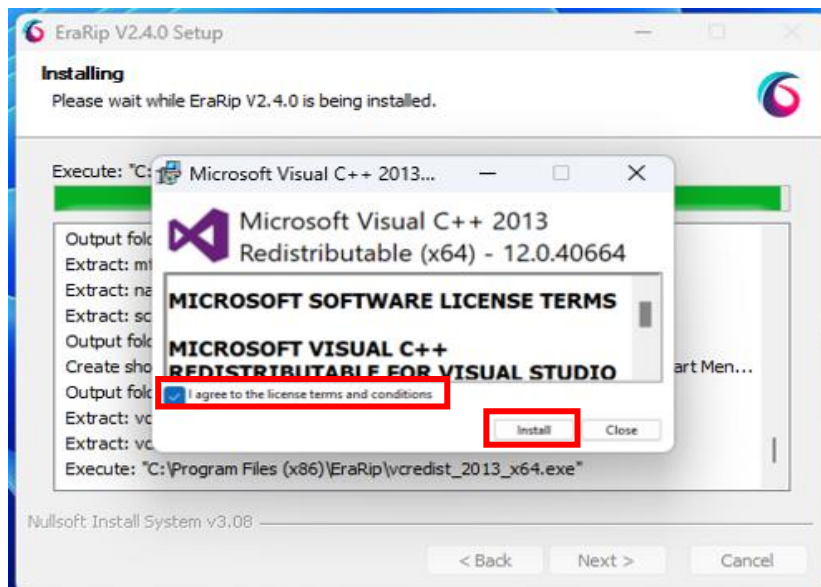 EraRip V2.4.0 Setup
Installing
Please wait while EraRip V2.4.0 is being installed.
Execute: "C:
Microsoft Visual C++ 2013...
Microsoft Visual C++ 2013
Redistributable (x64) - 12.0.40664
MICROSOFT SOFTWARE LICENSE TERMS
MICROSOFT VISUAL C++
REDISTRIBUTABLE FOR VISUAL STUDIO
I agree to the license terms and conditions
Install Close
Output fold
Extract:
Extract: na
Extract: sc
Output fold
Create sho art Men...
Output fold
Extract: vc
Extract: vc
Execute: "C:\Program Files (x86)\EraRip\vcredist_2013_x64.exe"
Nullsoft Install System v3.08
< Back Next > Cancel